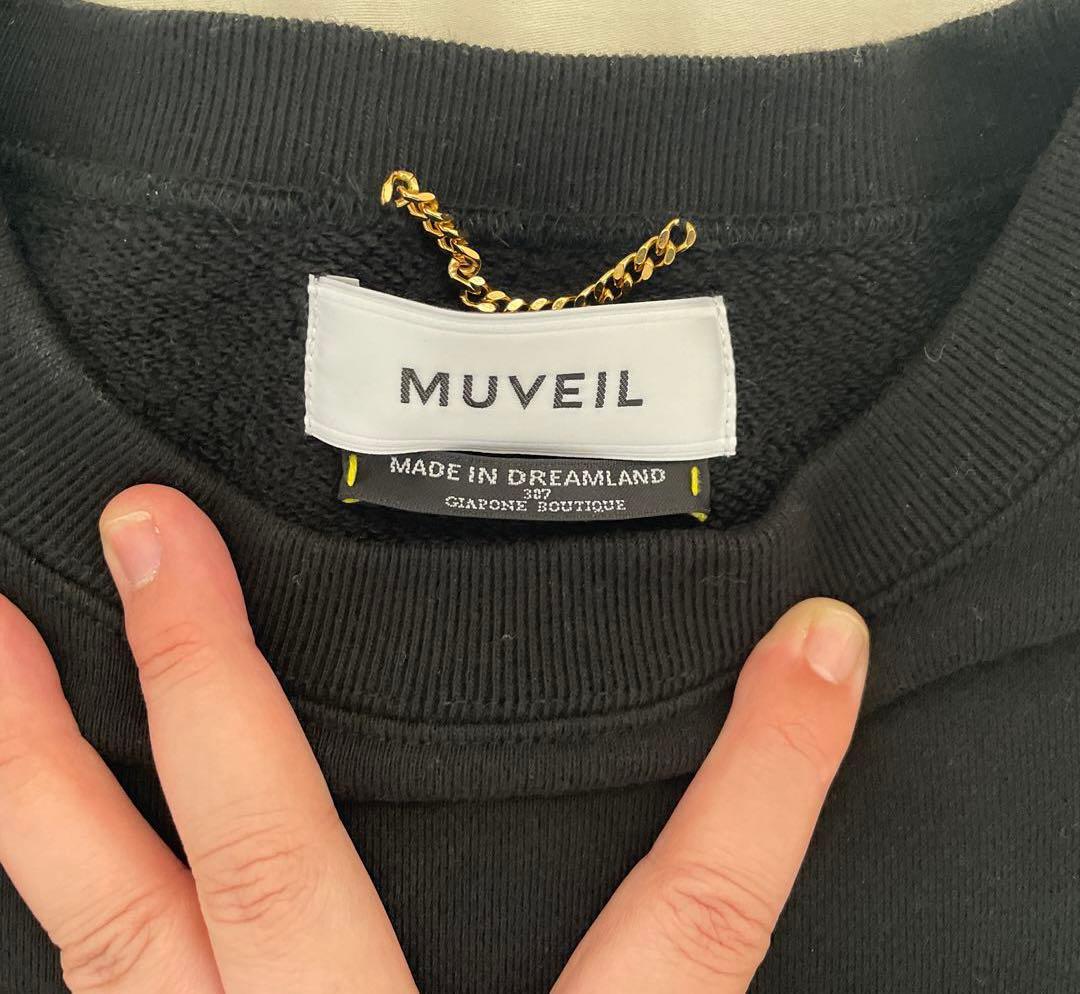 MUVEIL
MADE IN DREAMLAND
387
GIAPONE BOUTIQUE